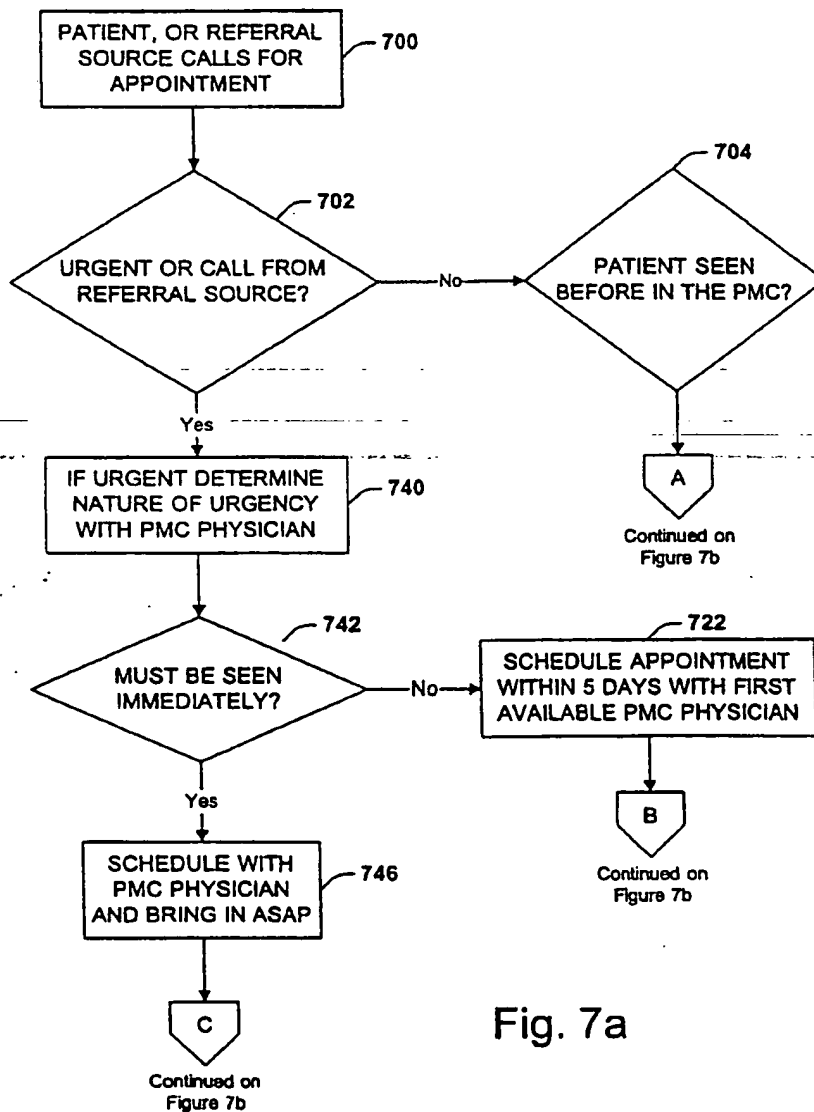 PATIENT, OR REFERRAL
SOURCE CALLS FOR
APPOINTMENT
700
702
URGENT OR CALL FROM
REFERRAL SOURCE?
No
704
PATIENT SEEN
BEFORE IN THE PMC?
Yes
A
Continued on
Figure 7b
IF URGENT DETERMINE
NATURE OF URGENCY
WITH PMC PHYSICIAN
740
742
MUST BE SEEN
IMMEDIATELY?
No
722
SCHEDULE APPOINTMENT
WITHIN 5 DAYS WITH FIRST
AVAILABLE PMC PHYSICIAN
B
Continued on
Figure 7b
Yes
SCHEDULE WITH
PMC PHYSICIAN
AND BRING IN ASAP
746
C
Continued on
Figure 7b
Fig. 7a